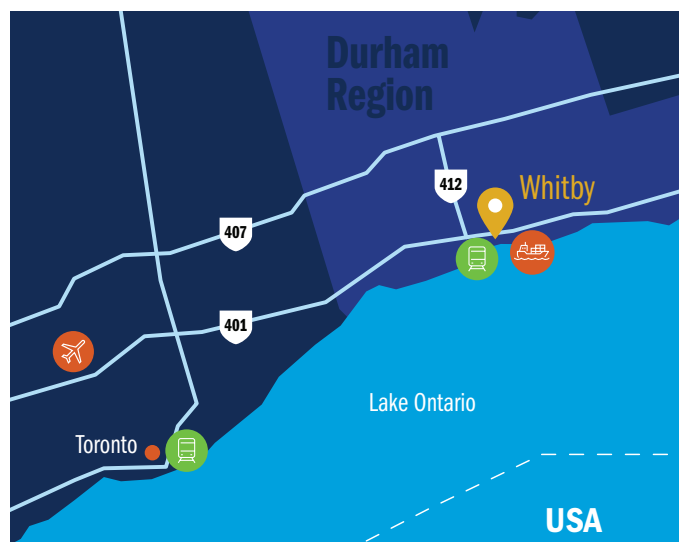 Durham
Region
412
Whitby
407
401
Lake Ontario
Toronto
USA